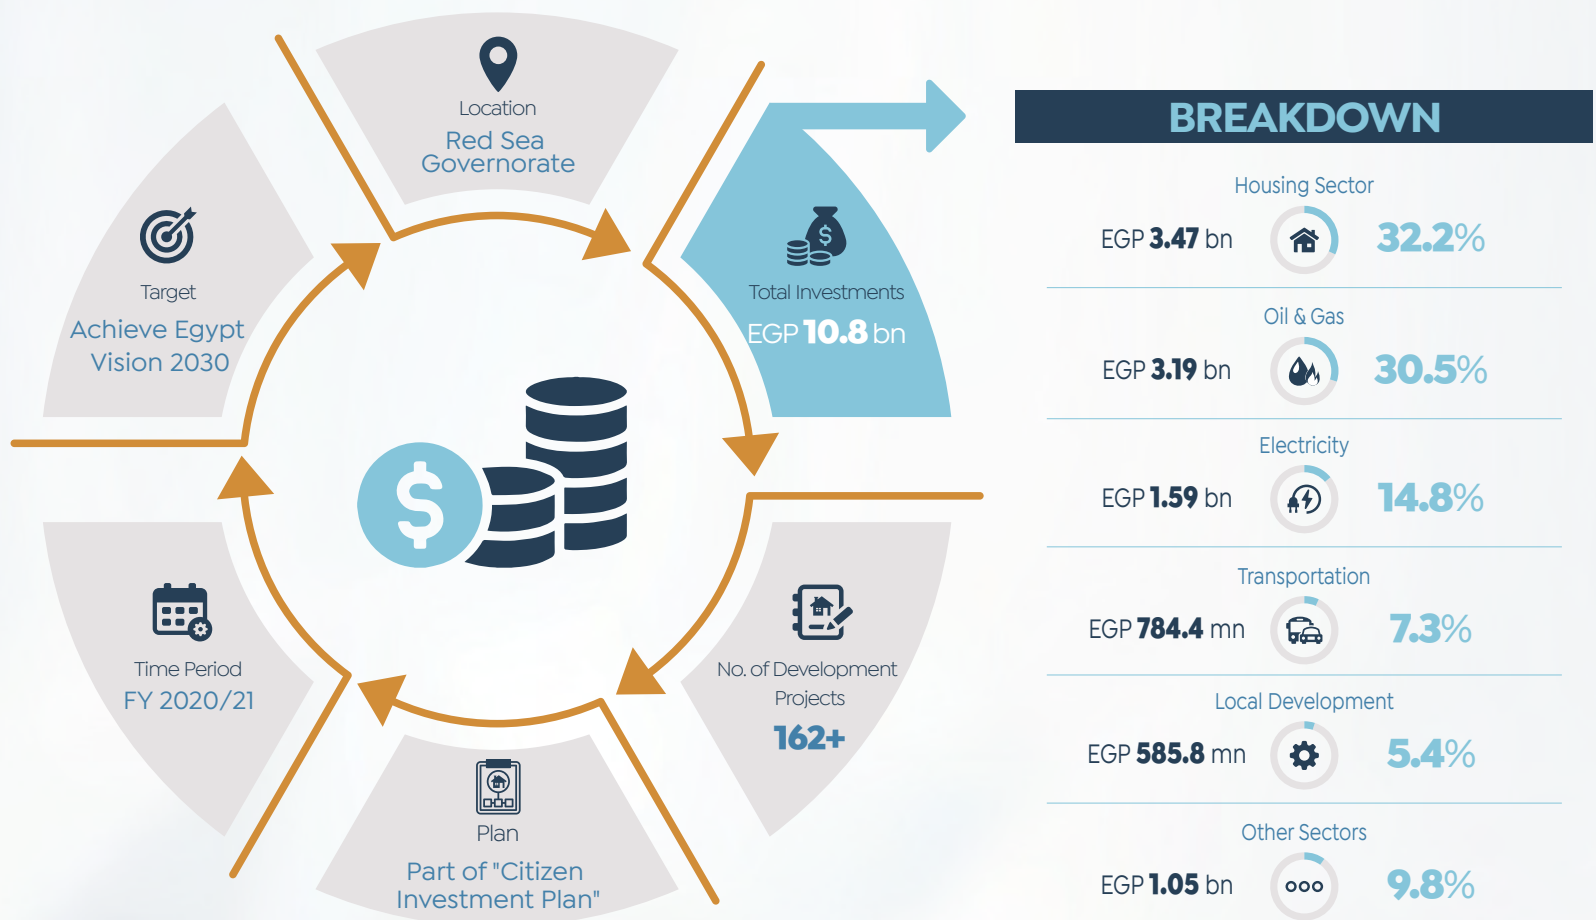 Location
Red Sea
Governorate
Total Investments
EGP 10.8 bn
No. of Development
Projects
162+
Plan
Part of "Citizen
Investment Plan"
Time Period
FY 2020/21
Target
Achieve Egypt
Vision 2030
$
$
BREAKDOWN
Housing Sector
EGP 3.47 bn 32.2%
Oil & Gas
EGP 3.19 bn 30.5%
Electricity
EGP 1.59 bn 14.8%
Transportation
EGP 784.4 mn 7.3%
Local Development
EGP 585.8 mn 5.4%
Other Sectors
EGP 1.05 bn 9.8%